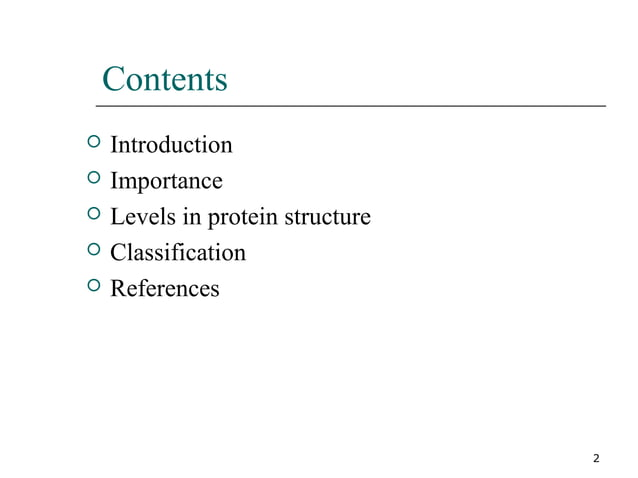 Contents
Introduction
Importance
Levels in protein structure
Classification
References
2